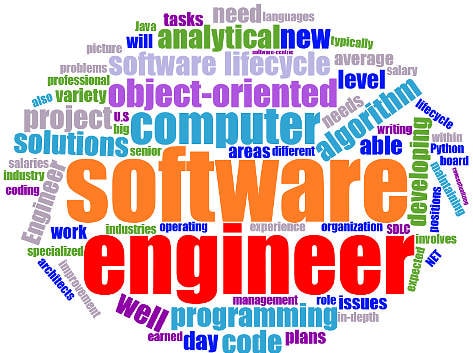 need languages
tasks
Java
will analytical new typically
picture
software-centric
software lifecycle average
problems
level salary
professional
also variety object-oriented
U.S
big
project
computer
needs
algorithm
lifecycle
writing
solutions
senior
areas different
able
within
Python
board
developing
maintaining
salaries
industry
coding
Engineer
software
positions
work
industries operating experience organization SDLC
involves
specialized
engineer
expected
NET
architects
improvement
well
management role issues
programming in-depth
earned day code plans